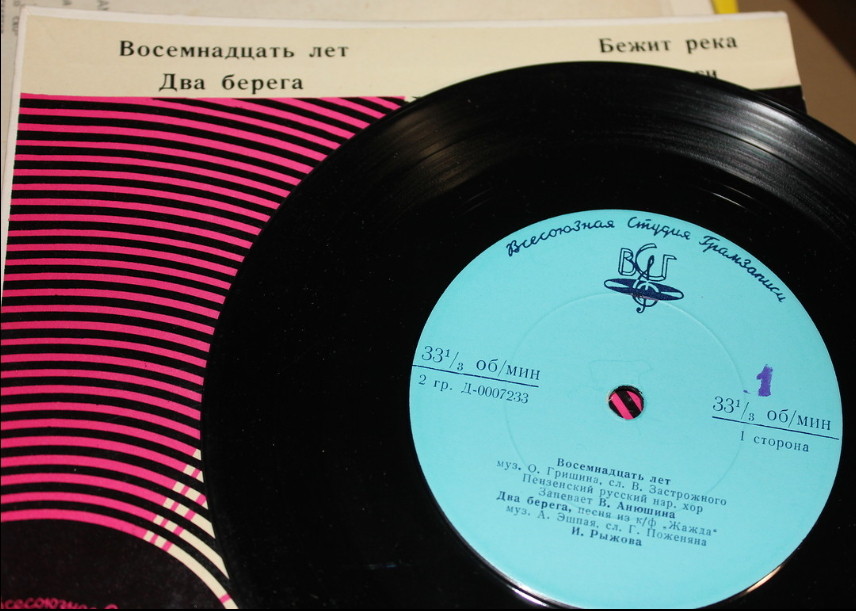 Восемнадцать лет
Два берега
Бежит река
Всесоюзная Студия Грамзаписи
ВСГ
33¹/₃ об/мин
2 гр. Д-0007233
1
33¹/₃ об/мин
1 сторона
Восемнадцать лет
муз. О. Гришина, сл. В. Застрожного
Пензенский русский нар. хор
Запевает В. Анюшина
Два берега, песня из к/ф „Жажда"
муз. А. Эшпая, сл. Г. Поженяна
И. Рыжова